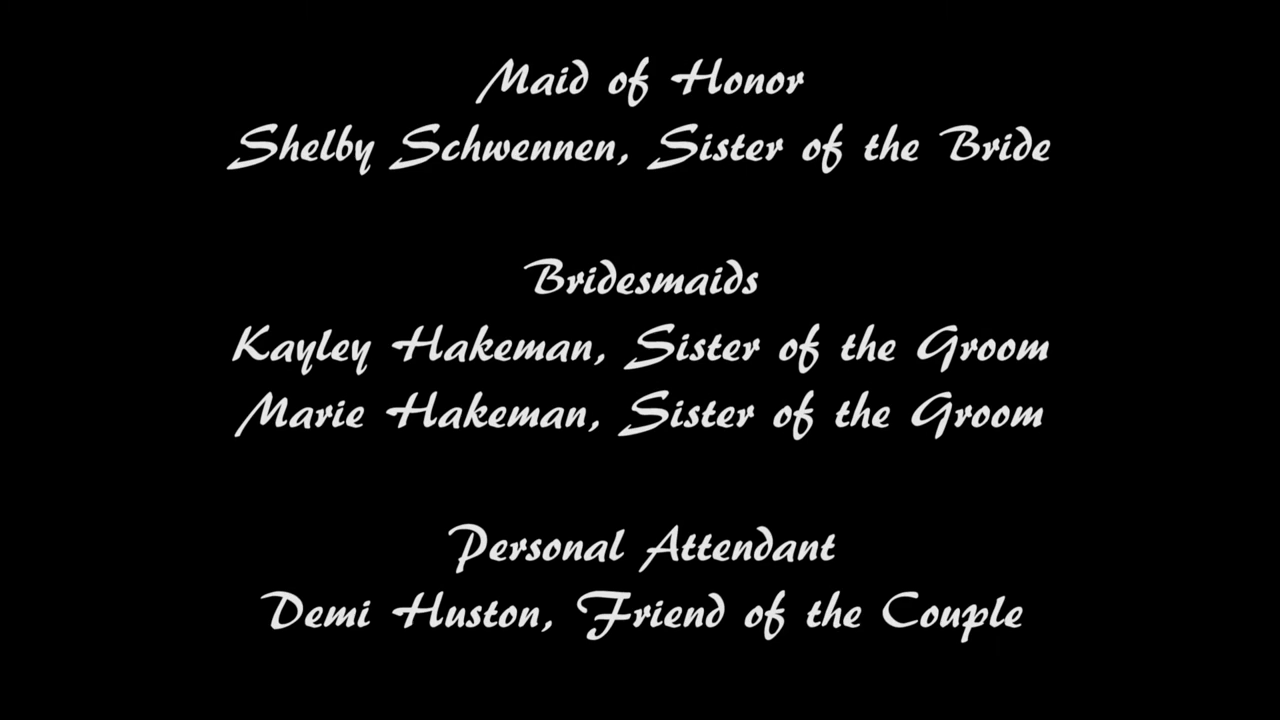 Maid of Honor
Shelby Schwennen, Sister of the Bride
Bridesmaids
Kayley Hakeman, Sister of the Groom
Marie Hakeman, Sister of the Groom
Personal Attendant
Demi Huston, Friend of the Couple